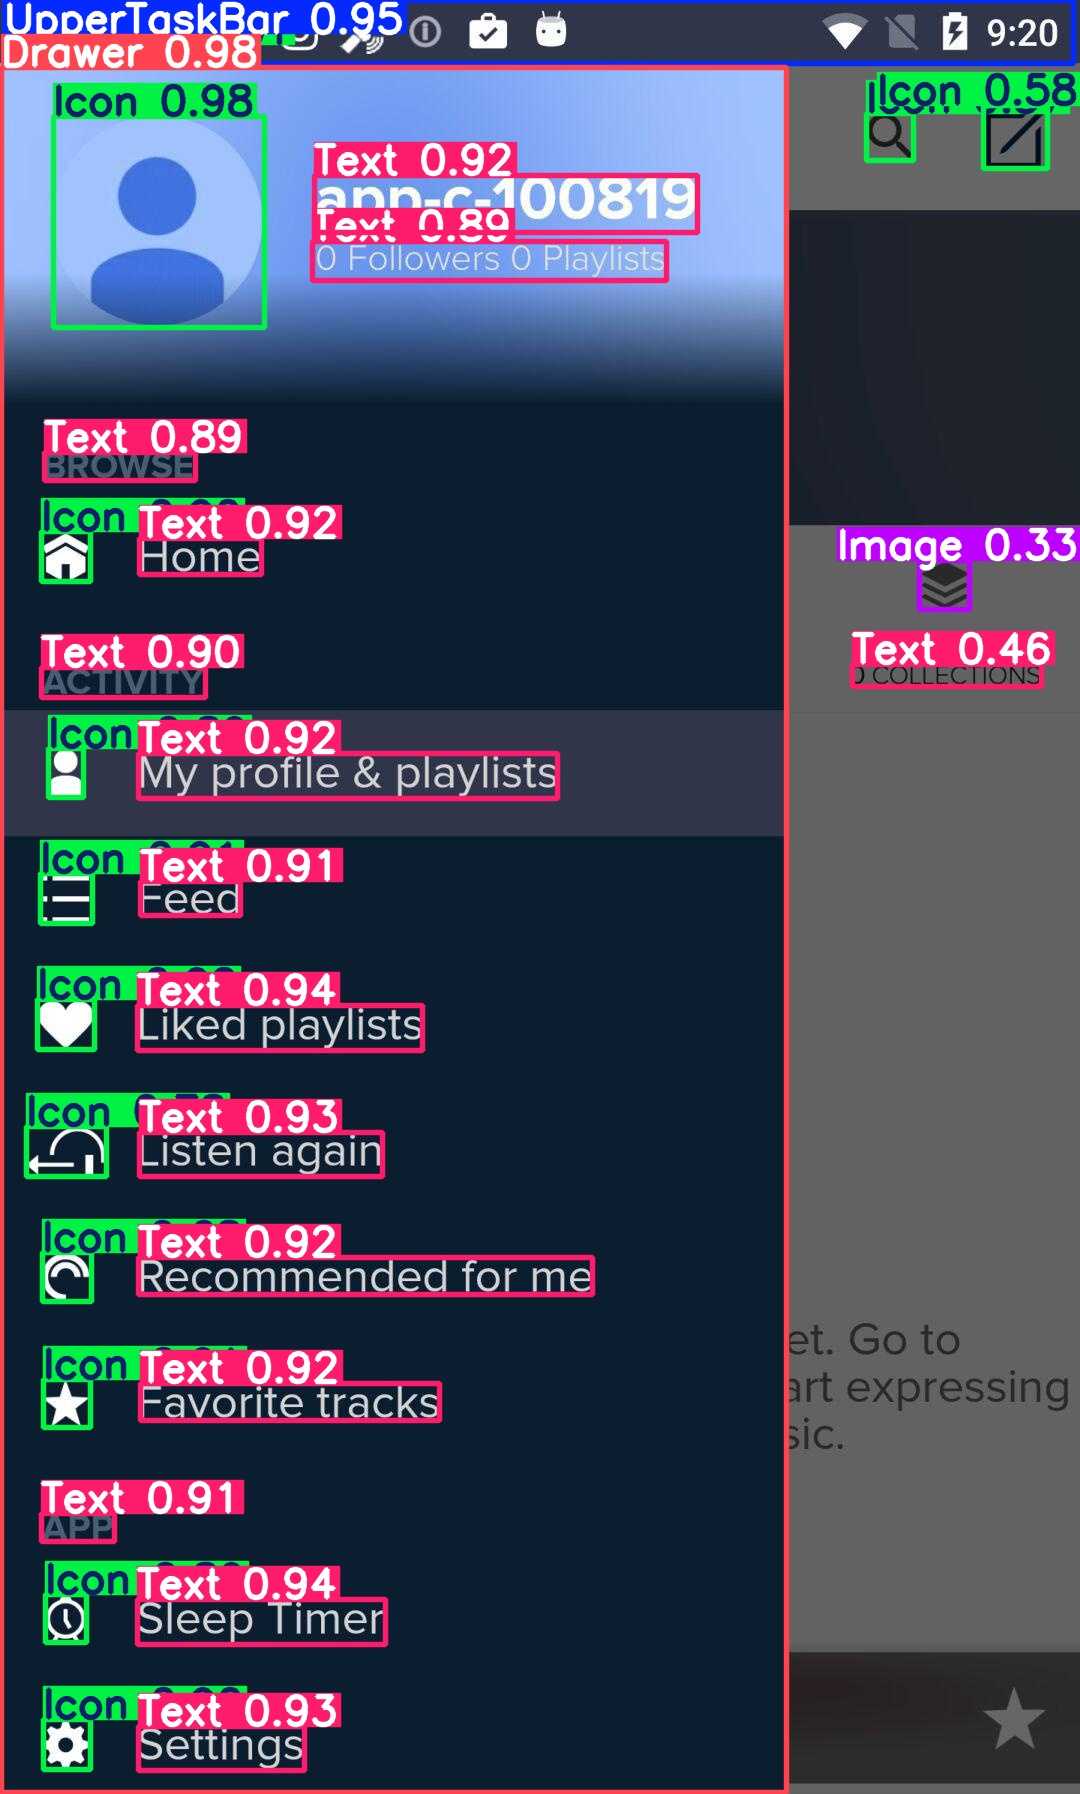 UpperTaskBar 0.95
9:20
Drawer 0.98
Icon 0.98
Icon 0.58
Text 0.92
app-c-100819
Text 0.89
0 Followers 0 Playlists
Text 0.89
BROWSE
Icon
Text 0.92
Home
Image 0.33
Text 0.90
ACTIVITY
Text 0.46
COLLECTIONS
Icon
Text 0.92
My profile & playlists
Icon
Text 0.91
Feed
Icon
Text 0.94
Liked playlists
Icon
Text 0.93
Listen again
Icon
Text 0.92
Recommended for me
et. Go to
Icon
Text 0.92
Favorite tracks
art expressing
sic.
Text 0.91
APP
Icon
Text 0.94
Sleep Timer
Icon
Text 0.93
Settings